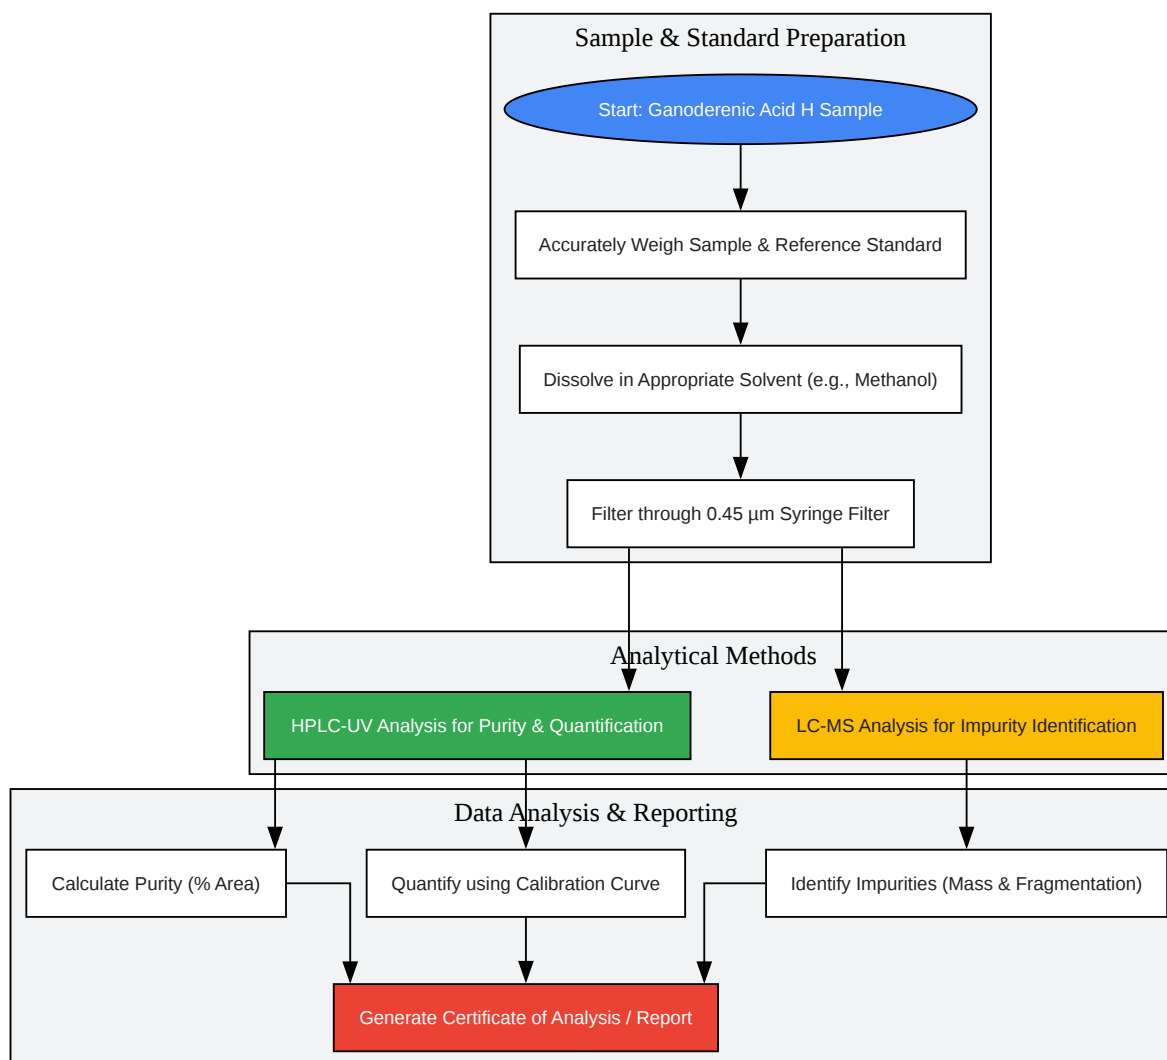 Sample & Standard Preparation
Start: Ganoderenic Acid H Sample
Accurately Weigh Sample & Reference Standard
Dissolve in Appropriate Solvent (e.g., Methanol)
Filter through 0.45 µm Syringe Filter
Analytical Methods
HPLC-UV Analysis for Purity & Quantification
LC-MS Analysis for Impurity Identification
Data Analysis & Reporting
Calculate Purity (% Area)
Quantify using Calibration Curve
Identify Impurities (Mass & Fragmentation)
Generate Certificate of Analysis / Report